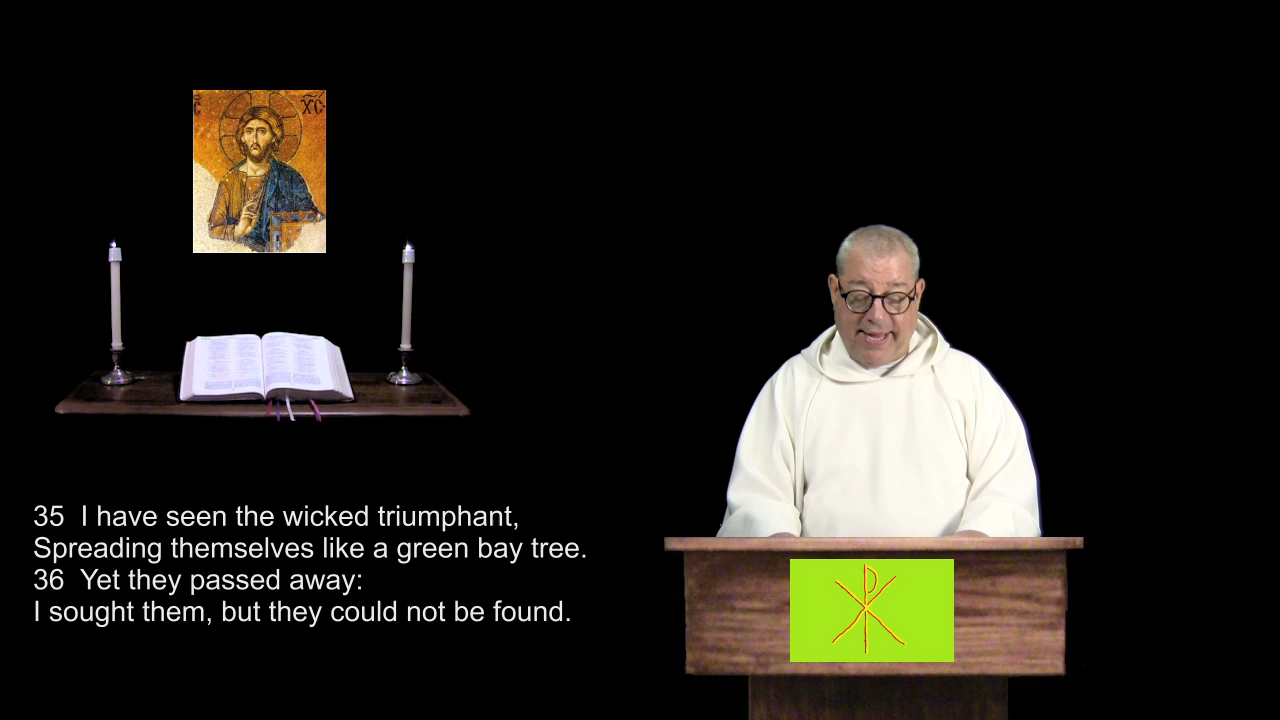 XC
35 I have seen the wicked triumphant,
Spreading themselves like a green bay tree.
36 Yet they passed away:
I sought them, but they could not be found.